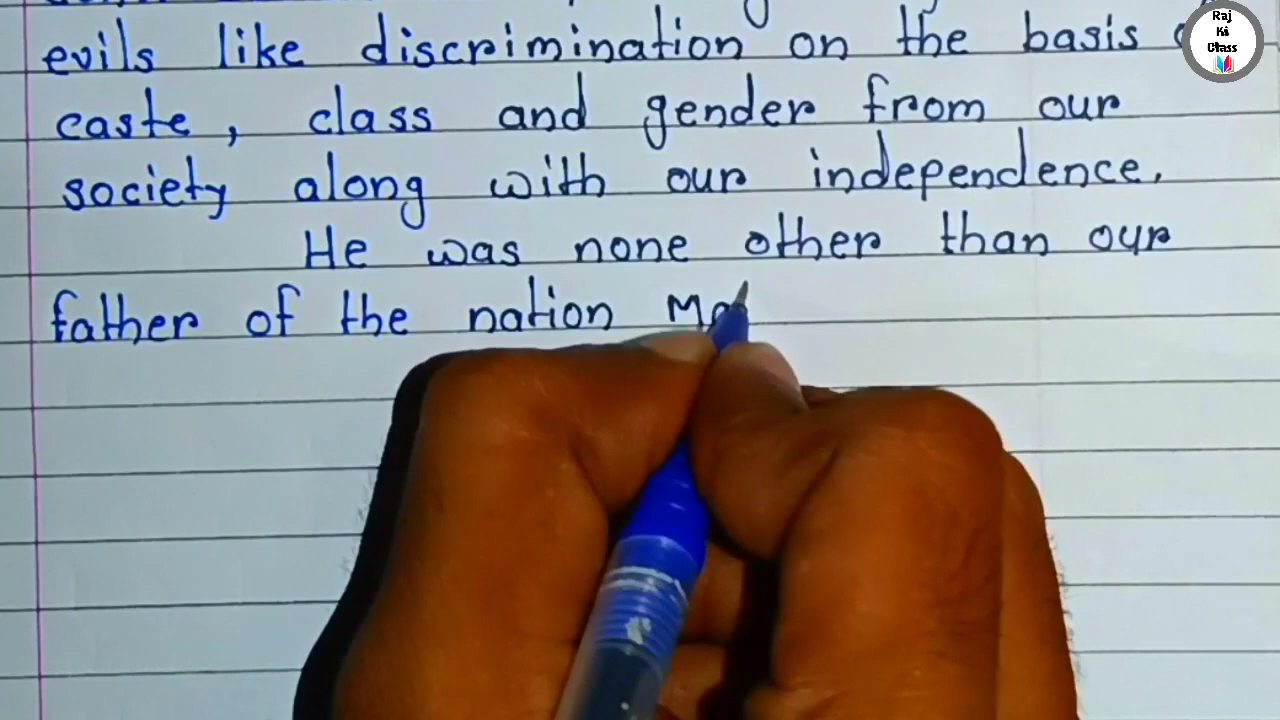 evils like discrimination on the basis
caste, class and gender from our
society along with our independence.
He was none other than our
father of the nation
Raj
Ki
Class